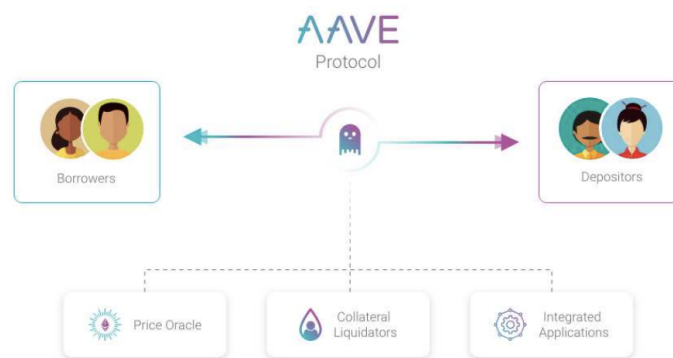 AAVE
Protocol
Borrowers
Depositors
Price Oracle
Collateral
Liquidators
Integrated
Applications